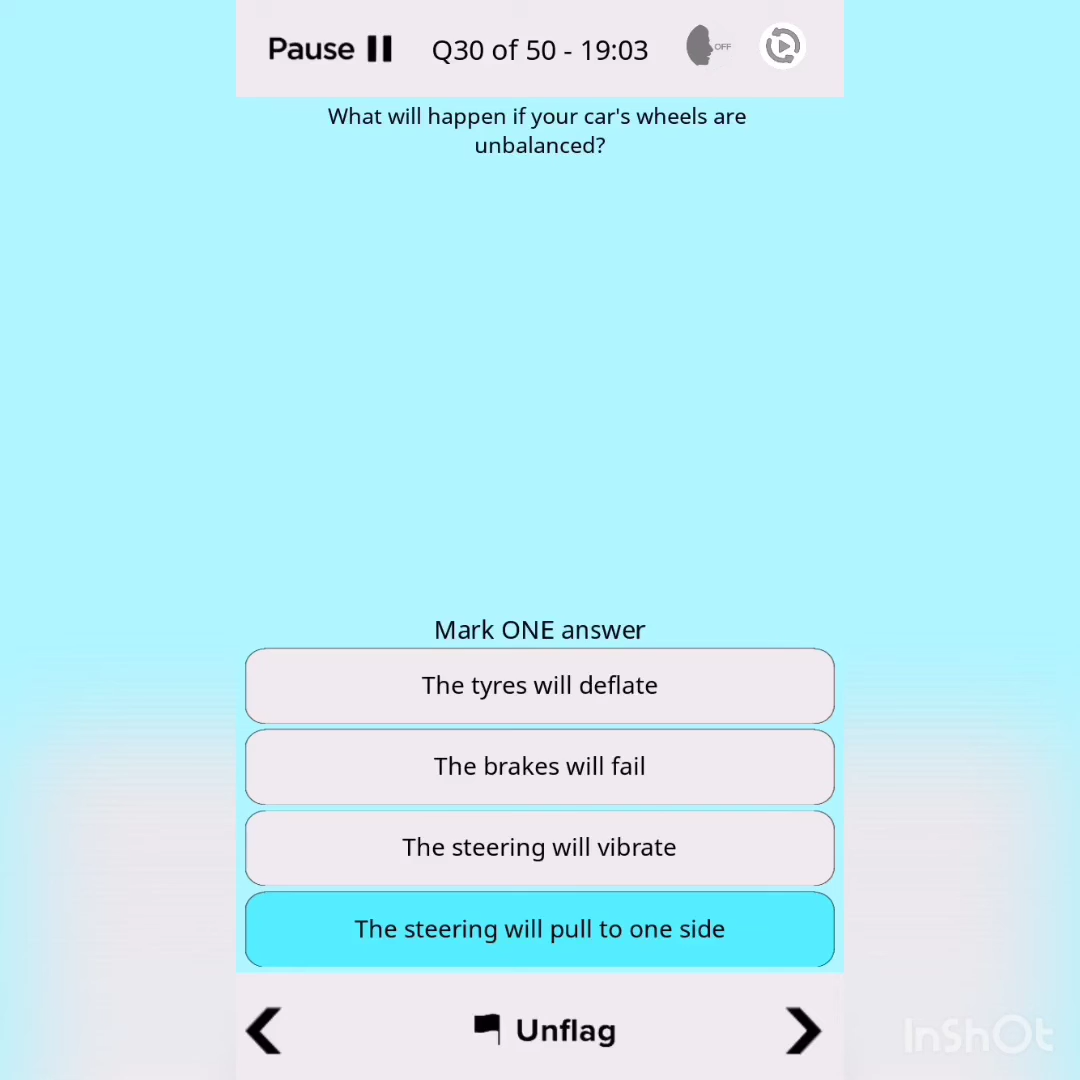 Pause Q30 of 50 - 19:03 OFF
What will happen if your car's wheels are
unbalanced?
Mark ONE answer
The tyres will deflate
The brakes will fail
The steering will vibrate
The steering will pull to one side
Unflag
InShOt